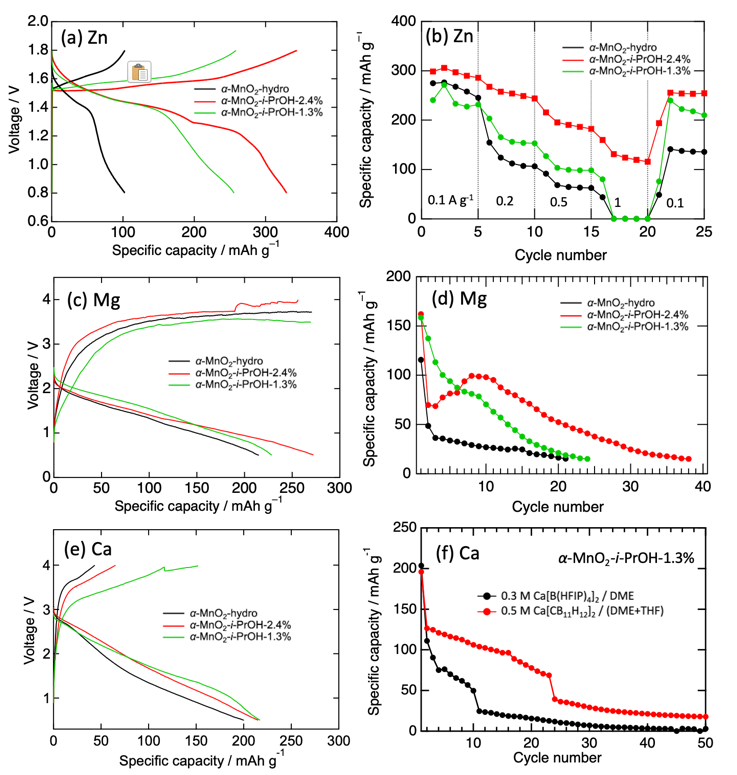 (a) Zn
Voltage / V
1.8
1.6
1.4
1.2
1.0
0.8
0.6
α-MnO₂-hydro
α-MnO₂-i-PrOH-2.4%
α-MnO₂-i-PrOH-1.3%
0 100 200 300 400
Specific capacity / mAh g⁻¹
(b) Zn
Specific capacity / mAh g⁻¹
400
300
200
100
0
α-MnO₂-hydro
α-MnO₂-i-PrOH-2.4%
α-MnO₂-i-PrOH-1.3%
0.1 A g⁻¹ 0.2 0.5 1 0.1
0 5 10 15 20 25
Cycle number
(c) Mg
Voltage / V
4
3
2
1
0
α-MnO₂-hydro
α-MnO₂-i-PrOH-2.4%
α-MnO₂-i-PrOH-1.3%
0 50 100 150 200 250 300
Specific capacity / mAh g⁻¹
(d) Mg
Specific capacity / mAh g⁻¹
200
150
100
50
0
α-MnO₂-hydro
α-MnO₂-i-PrOH-2.4%
α-MnO₂-i-PrOH-1.3%
10 20 30 40
Cycle number
(e) Ca
Voltage / V
4
3
2
1
α-MnO₂-hydro
α-MnO₂-i-PrOH-2.4%
α-MnO₂-i-PrOH-1.3%
0 50 100 150 200 250 300
Specific capacity / mAh g⁻¹
(f) Ca
α-MnO₂-i-PrOH-1.3%
Specific capacity / mAh g⁻¹
250
200
150
100
50
0
0.3 M Ca[B(HFIP)₄]₂ / DME
0.5 M Ca[CB₁₁H₁₂]₂ / (DME+THF)
10 20 30 40 50
Cycle number